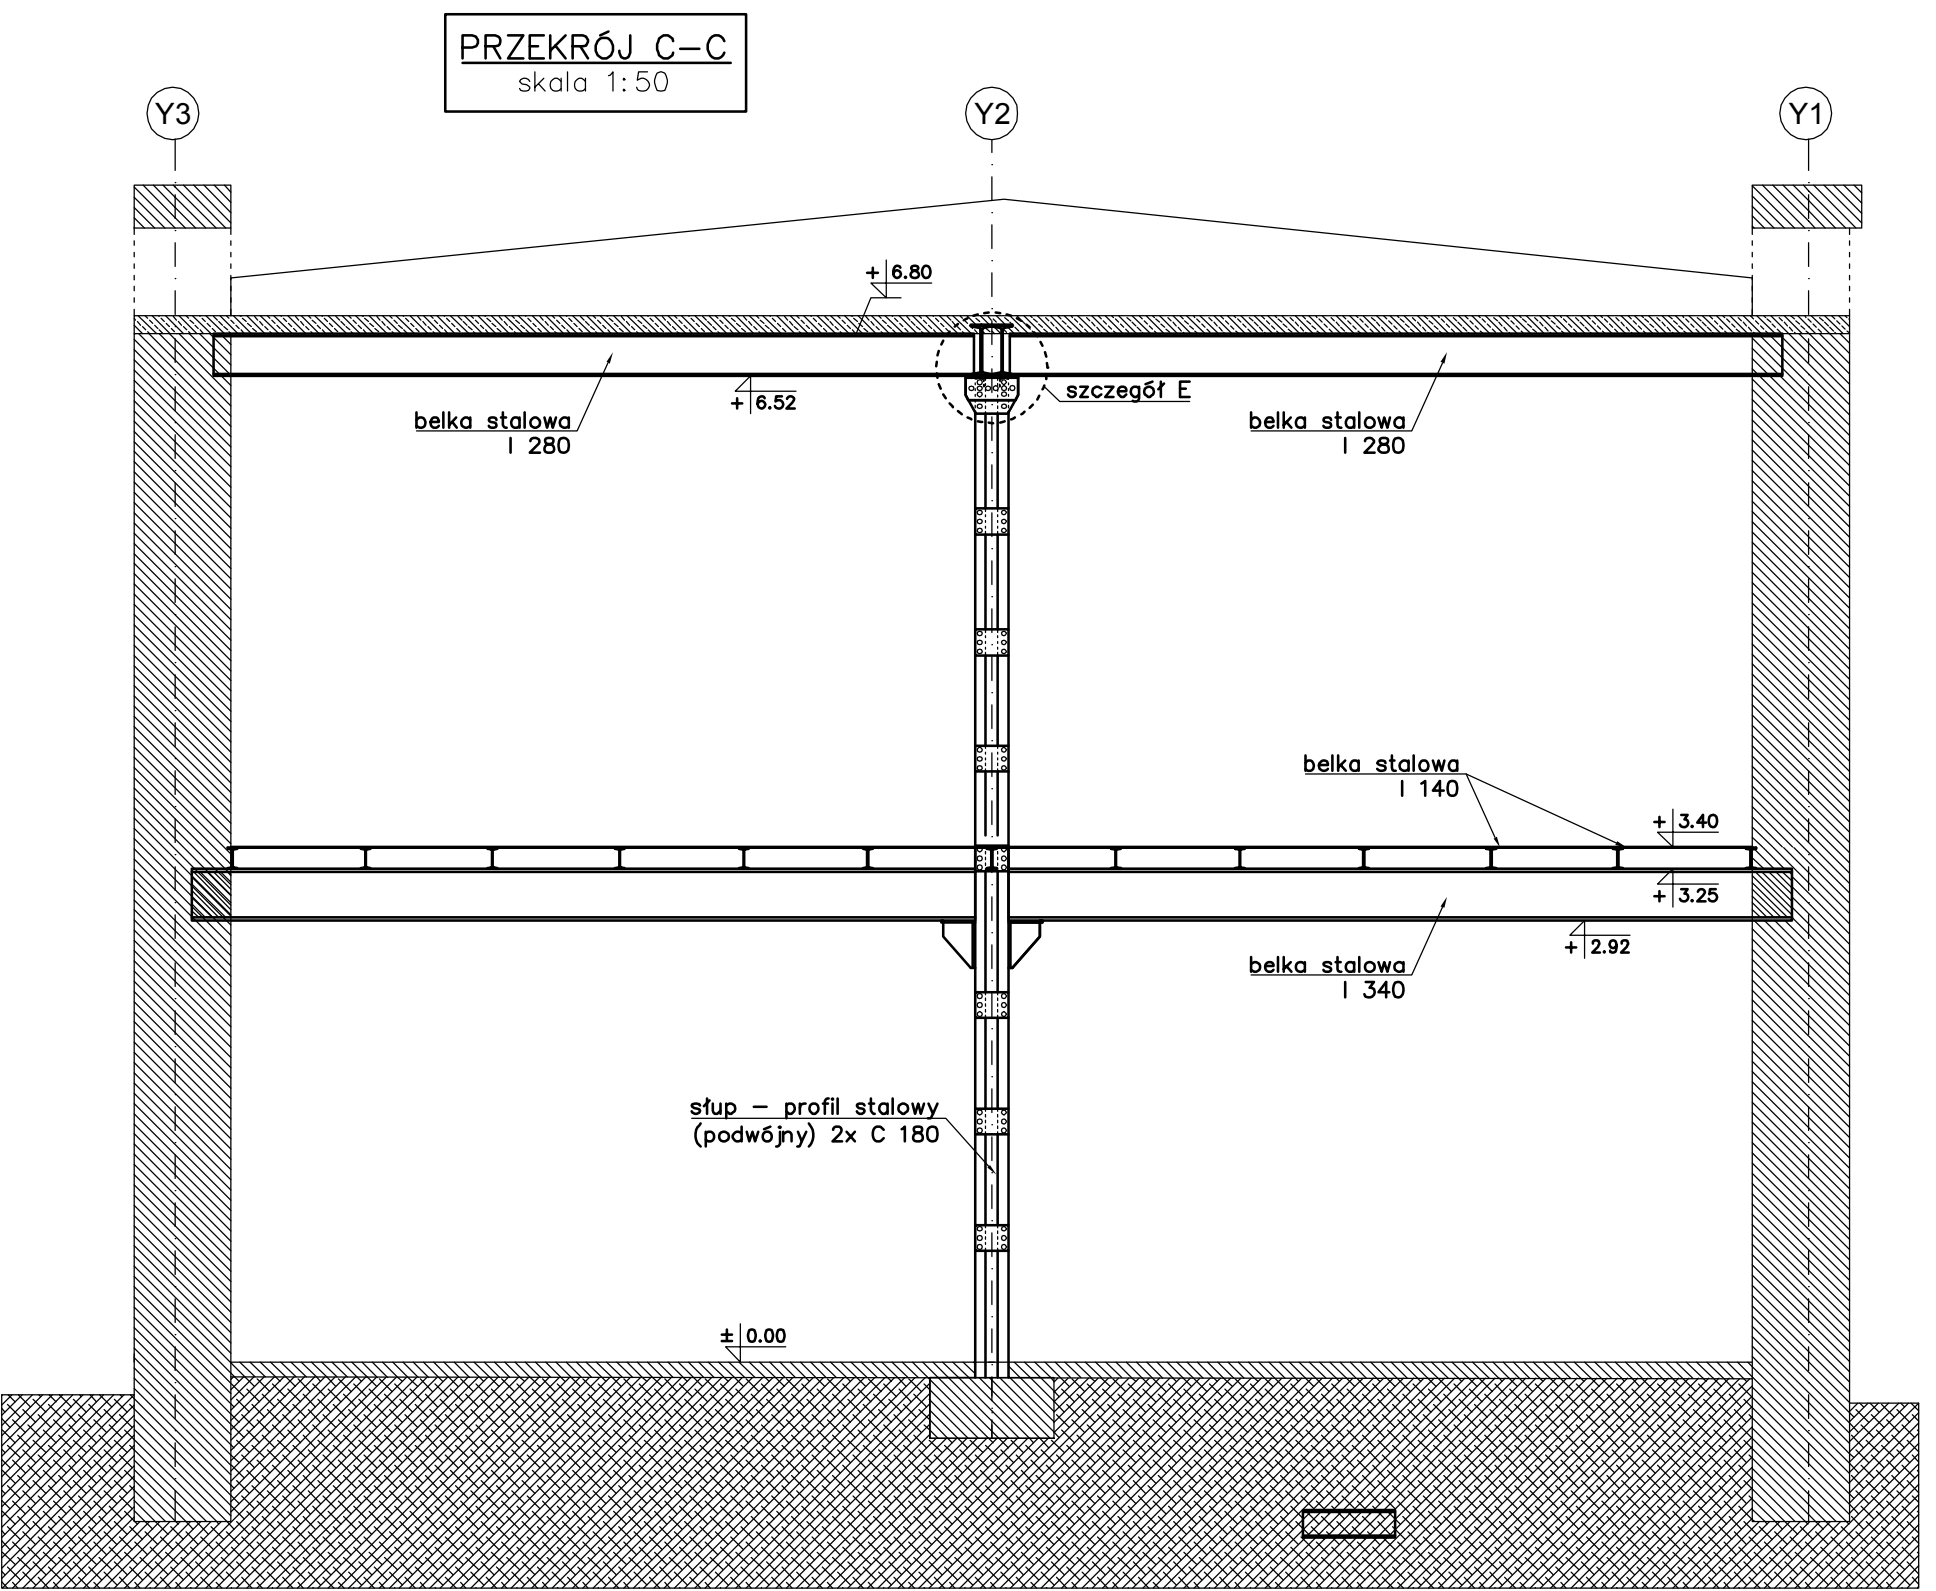 PRZEKRÓJ C–C
skala 1:50
Y3
Y2
Y1
+ 6.80
+ 6.52
szczegół E
belka stalowa
I 280
belka stalowa
I 280
belka stalowa
I 140
+ 3.40
+ 3.25
+ 2.92
belka stalowa
I 340
słup – profil stalowy
(podwójny) 2x C 180
± 0.00